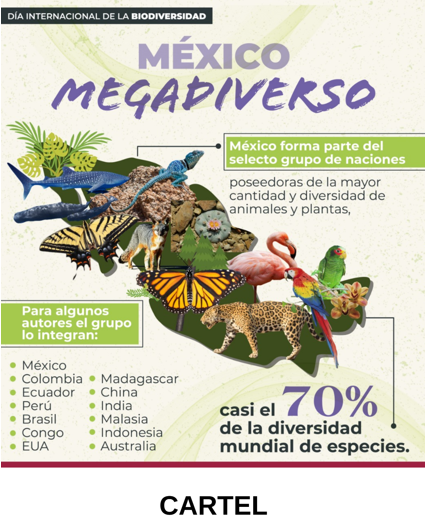 DÍA INTERNACIONAL DE LA BIODIVERSIDAD
MÉXICO
MEGADIVERSO
México forma parte del
selecto grupo de naciones
poseedoras de la mayor
cantidad y diversidad de
animales y plantas,
Para algunos
autores el grupo
lo integran:
México
Colombia
Ecuador
Perú
Brasil
Congo
EUA
Madagascar
China
India
Malasia
Indonesia
Australia
casi el 70%
de la diversidad
mundial de especies.
CARTEL